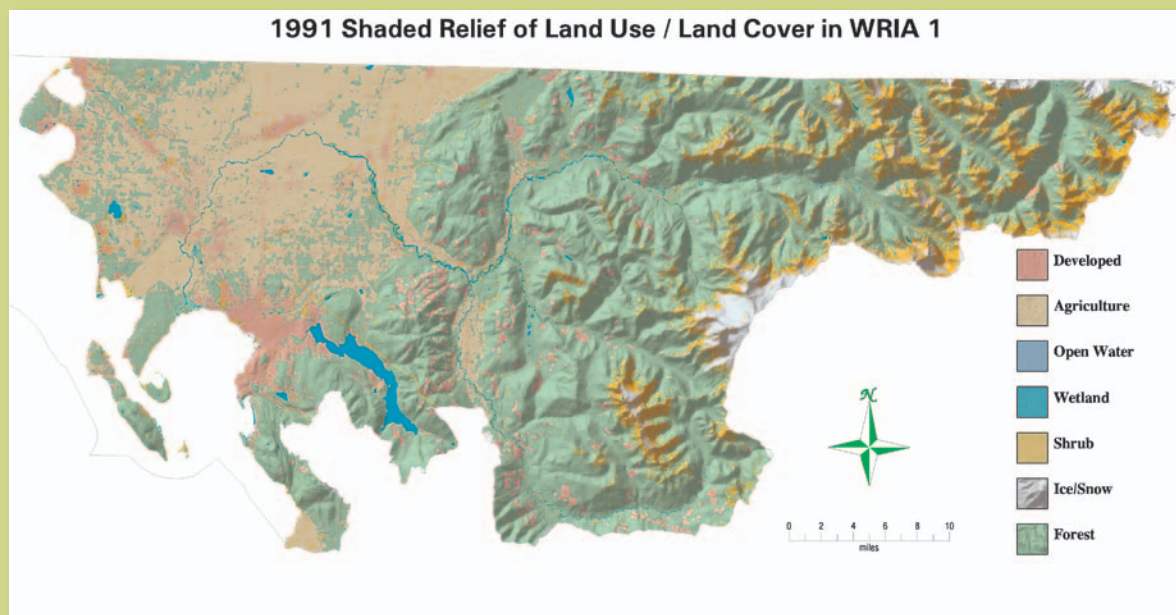 1991 Shaded Relief of Land Use / Land Cover in WRIA 1
Developed
Agriculture
Open Water
Wetland
Shrub
Ice/Snow
Forest
N
0 2 4 6 8 10
miles